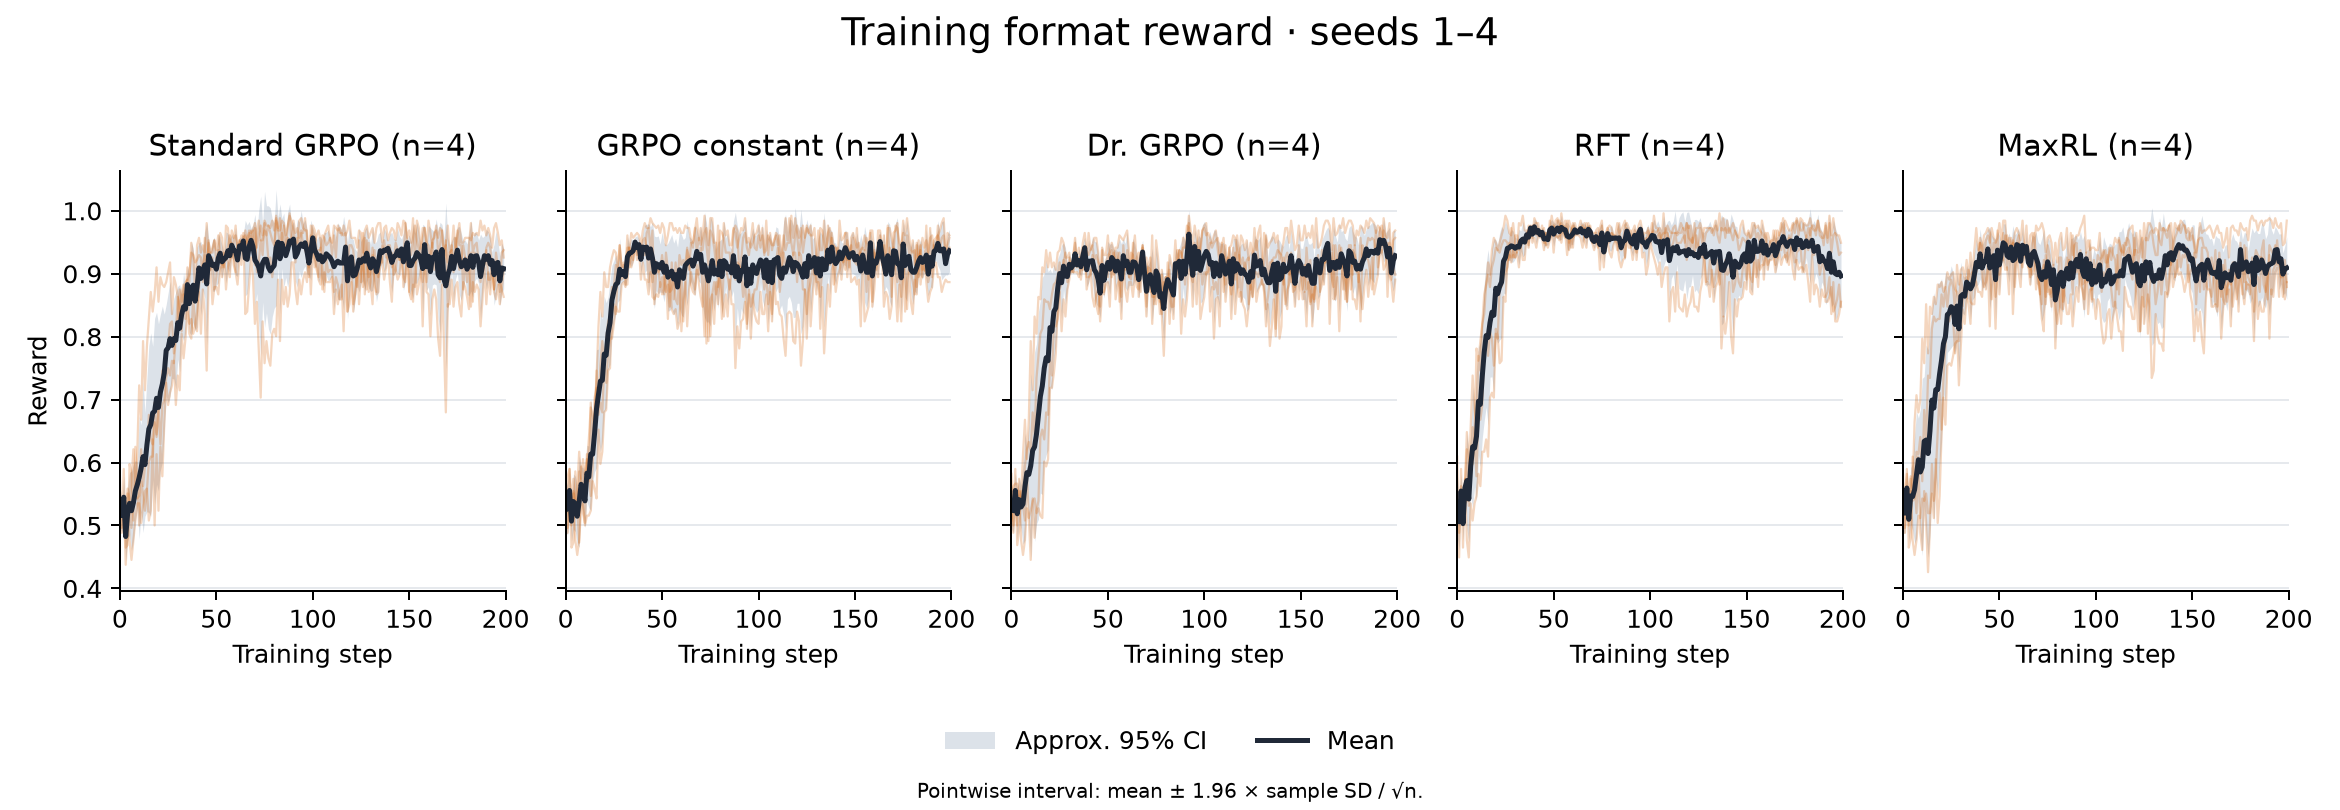 Training format reward · seeds 1–4
Standard GRPO (n=4)
GRPO constant (n=4)
Dr. GRPO (n=4)
RFT (n=4)
MaxRL (n=4)
Reward
1.0
0.9
0.8
0.7
0.6
0.5
0.4
0 50 100 150 200
0 50 100 150 200
0 50 100 150 200
0 50 100 150 200
0 50 100 150 200
Training step
Training step
Training step
Training step
Training step
Approx. 95% CI
Mean
Pointwise interval: mean ± 1.96 × sample SD / √n.